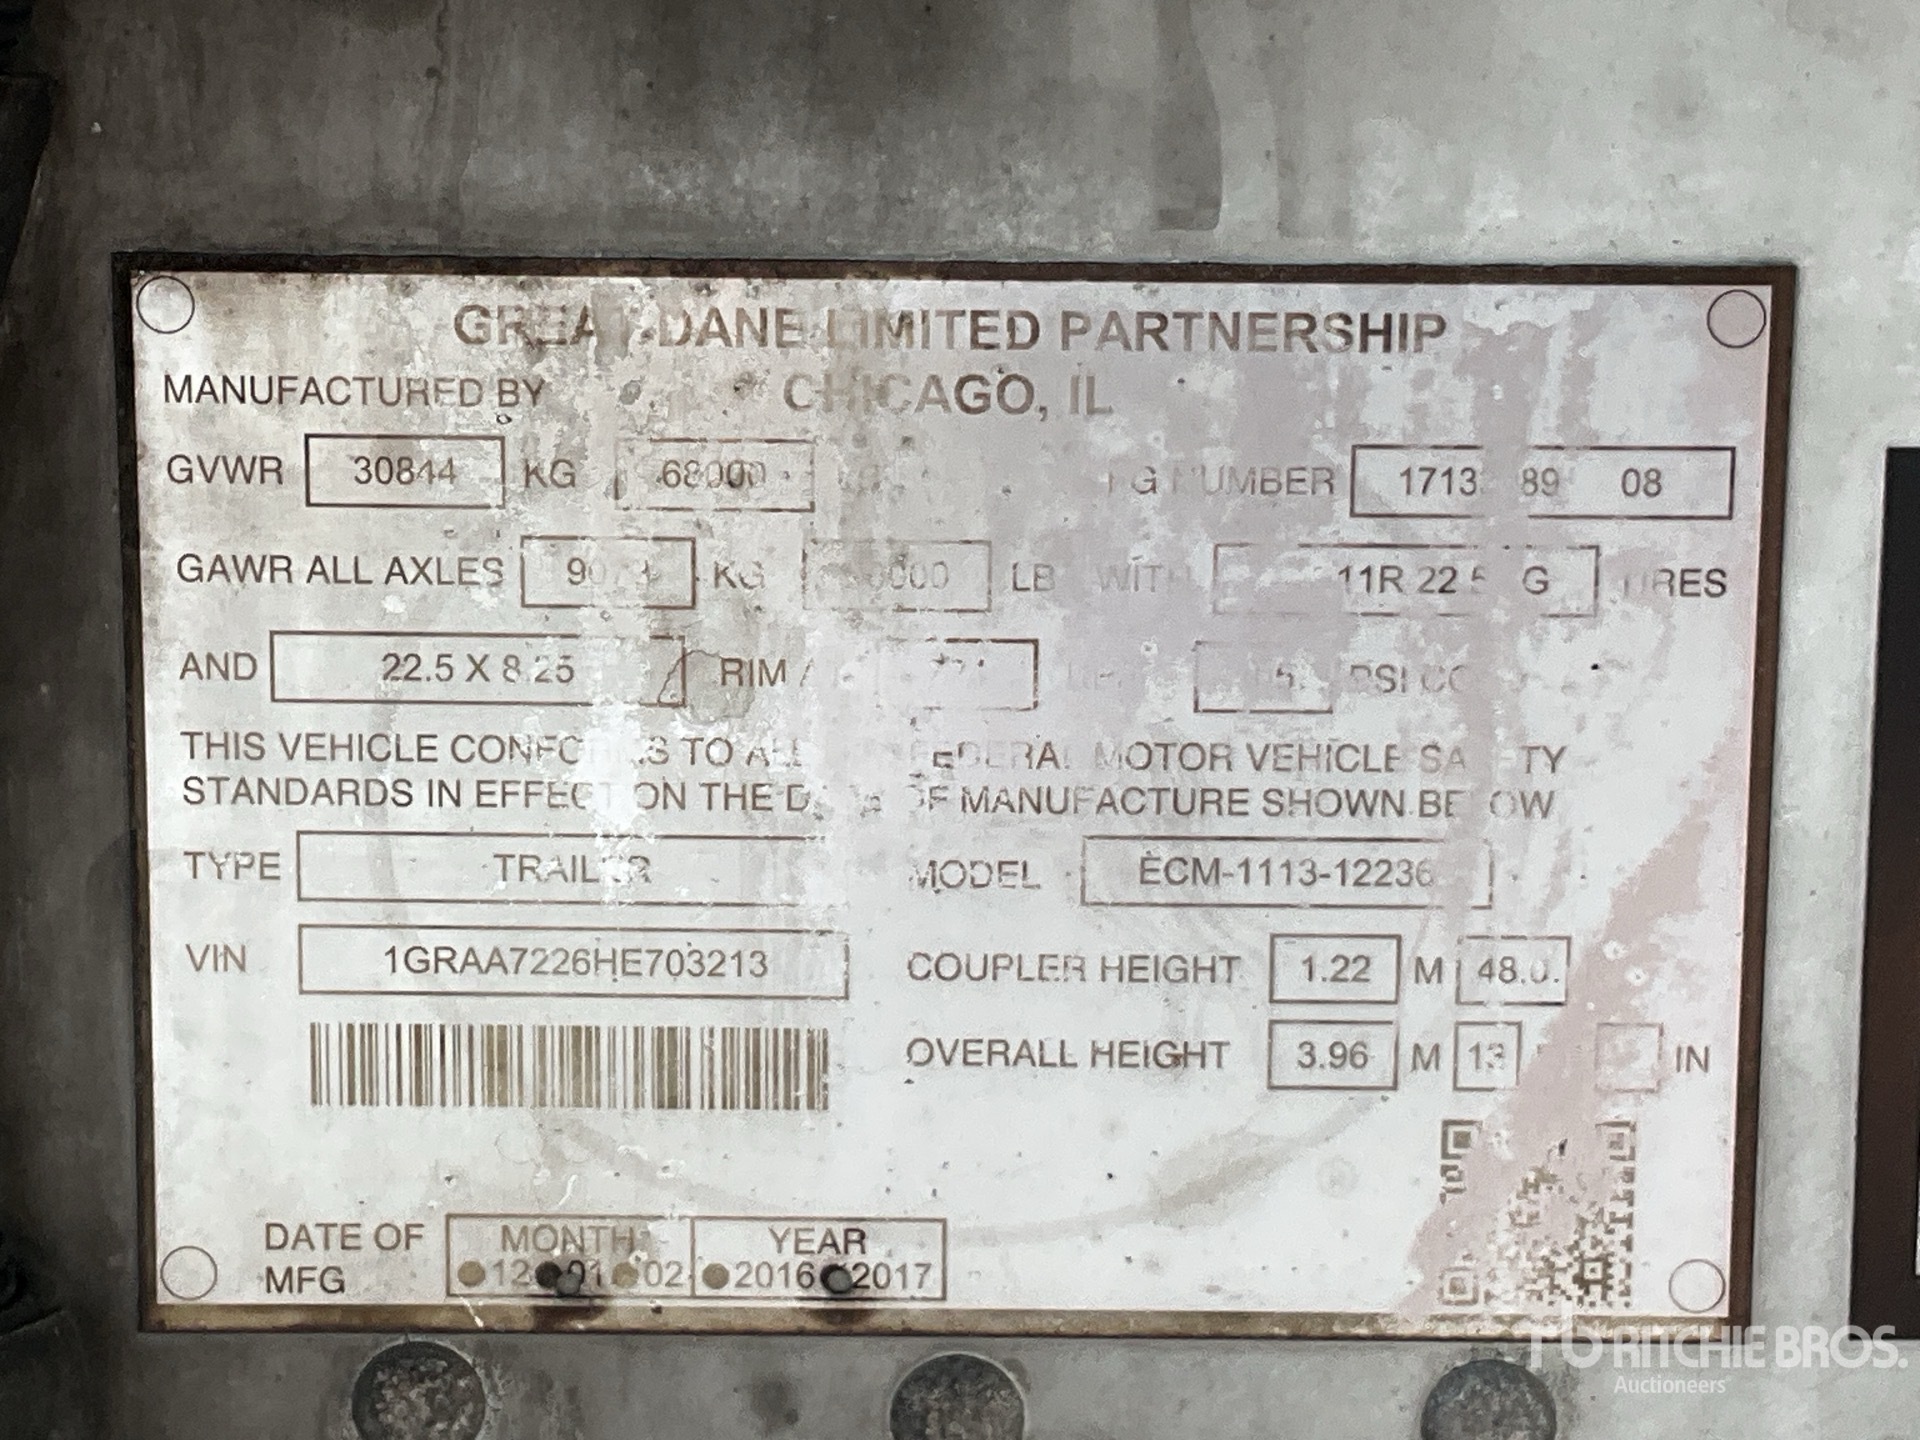 GREAT DANE LIMITED PARTNERSHIP
MANUFACTURED BY CHICAGO, IL
GVWR 30844 KG 68000 NUMBER 08
GAWR ALL AXLES KG LB WITH 11R 22 5 G TIRES
AND 22.5 X 8.25 RIM PSI
THIS VEHICLE CONFORMS TO ALL FEDERAL MOTOR VEHICLE SAFETY
STANDARDS IN EFFECT ON THE DATE OF MANUFACTURE SHOWN BELOW
TYPE TRAILER MODEL ECM-1113-12236
VIN 1GRAA7226HE703213 COUPLER HEIGHT 1.22 M 48.0
OVERALL HEIGHT 3.96 M 13 IN
DATE OF MFG MONTH YEAR
12 01 02 2016 2017
RITCHIE BROS.
Auctioneers